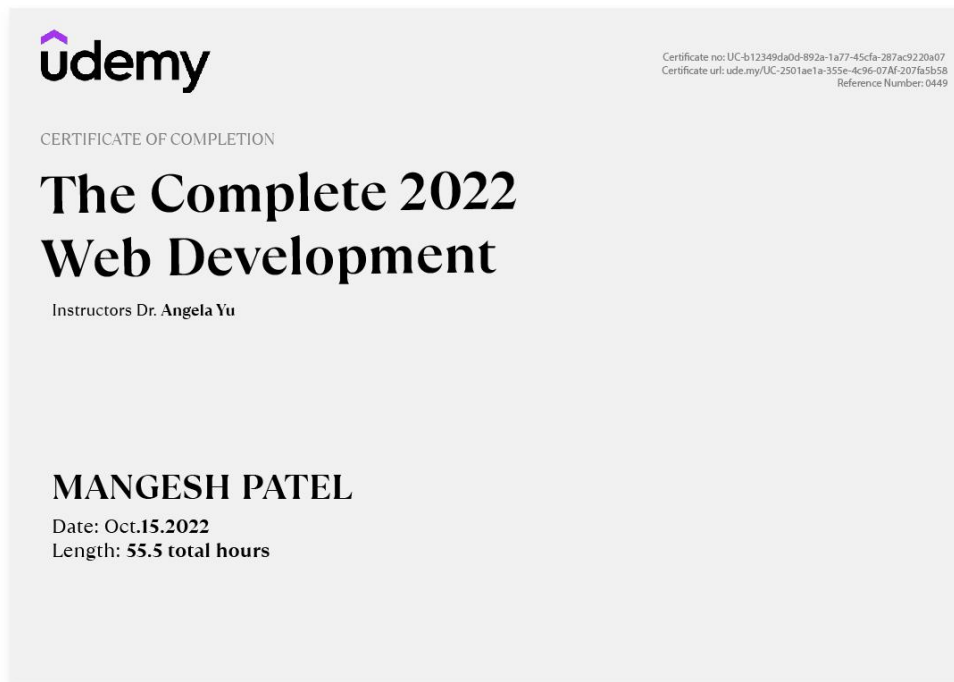 udemy
Certificate no: UC-b12349da0d-892a-1a77-45cfa-287ac9220a07
Certificate url: ude.my/UC-2501ae1a-355e-4c96-07Af-207fa5b58
Reference Number: 0449
CERTIFICATE OF COMPLETION
The Complete 2022
Web Development
Instructors Dr. Angela Yu
MANGESH PATEL
Date: Oct.15.2022
Length: 55.5 total hours